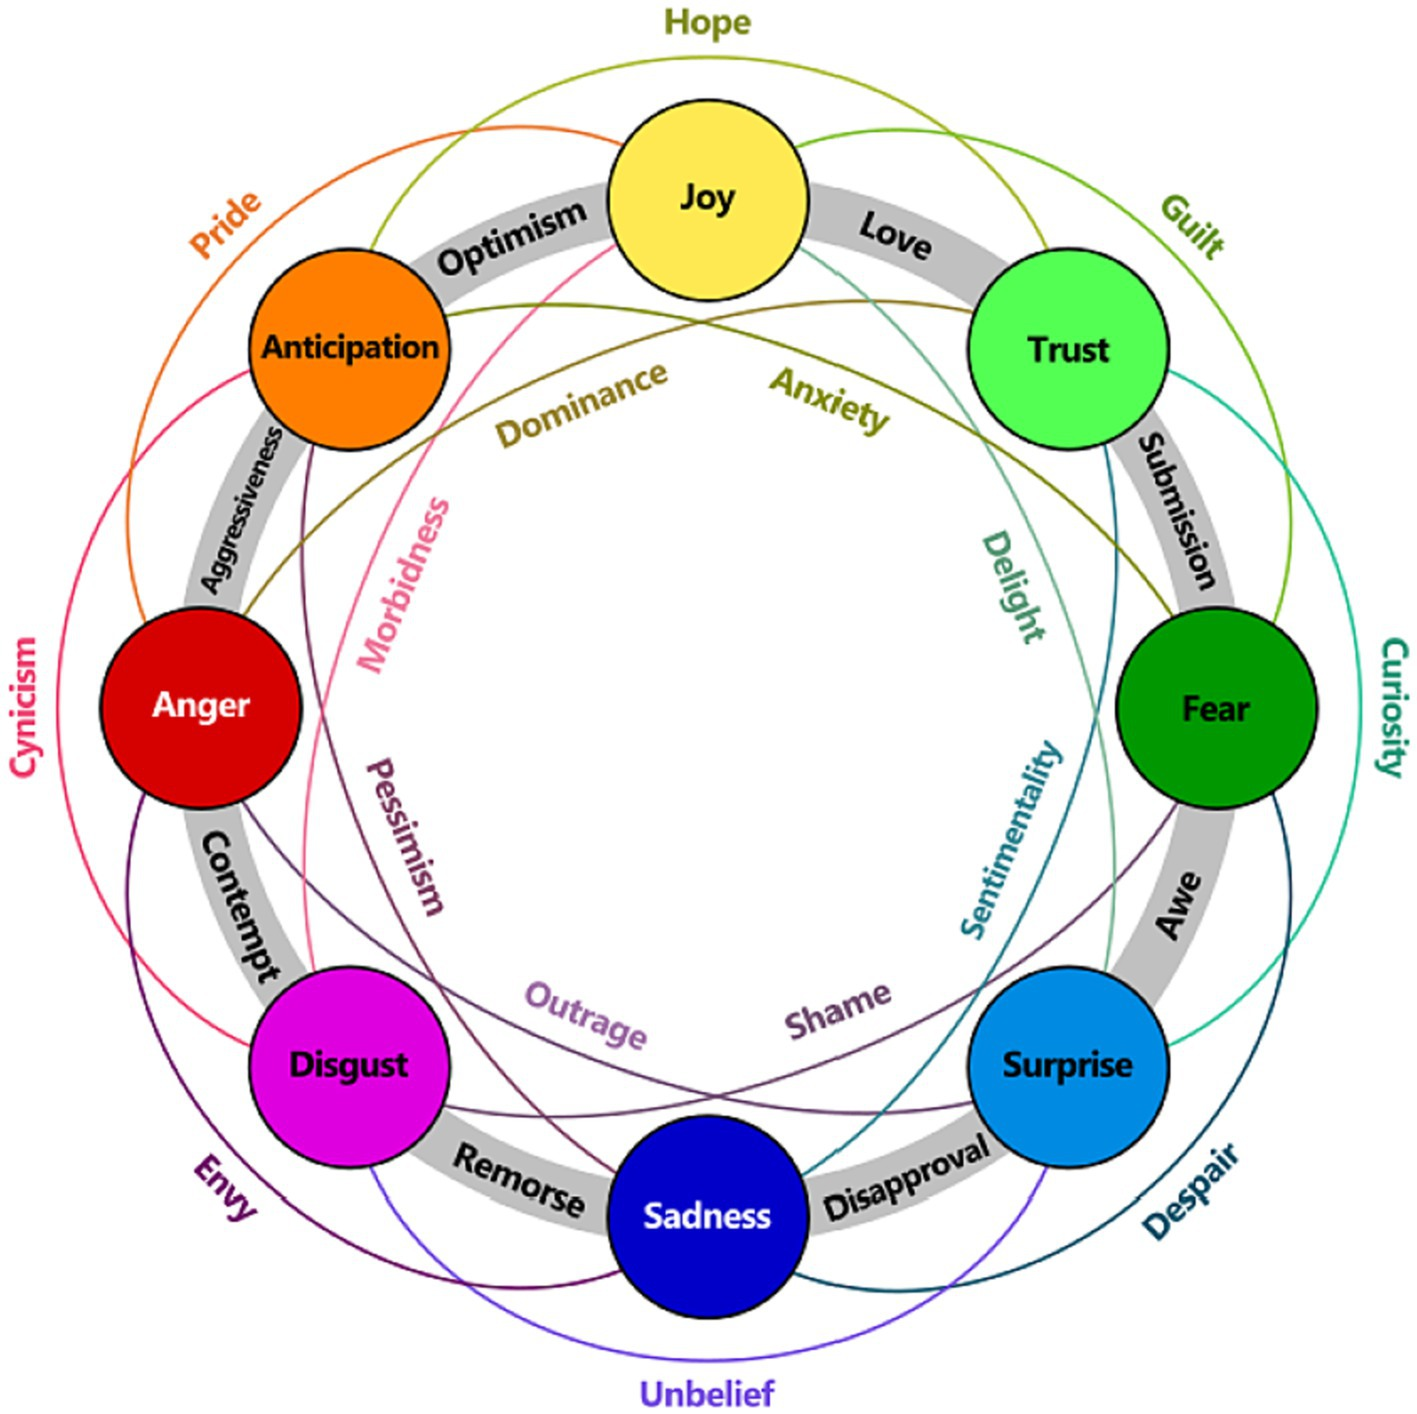 Hope
Pride
Guilt
Joy
Optimism
Love
Anticipation
Trust
Dominance
Anxiety
Aggressiveness
Submission
Morbidness
Delight
Cynicism
Anger
Fear
Curiosity
Pessimism
Sentimentality
Contempt
Awe
Outrage
Shame
Disgust
Surprise
Remorse
Disapproval
Envy
Sadness
Despair
Unbelief